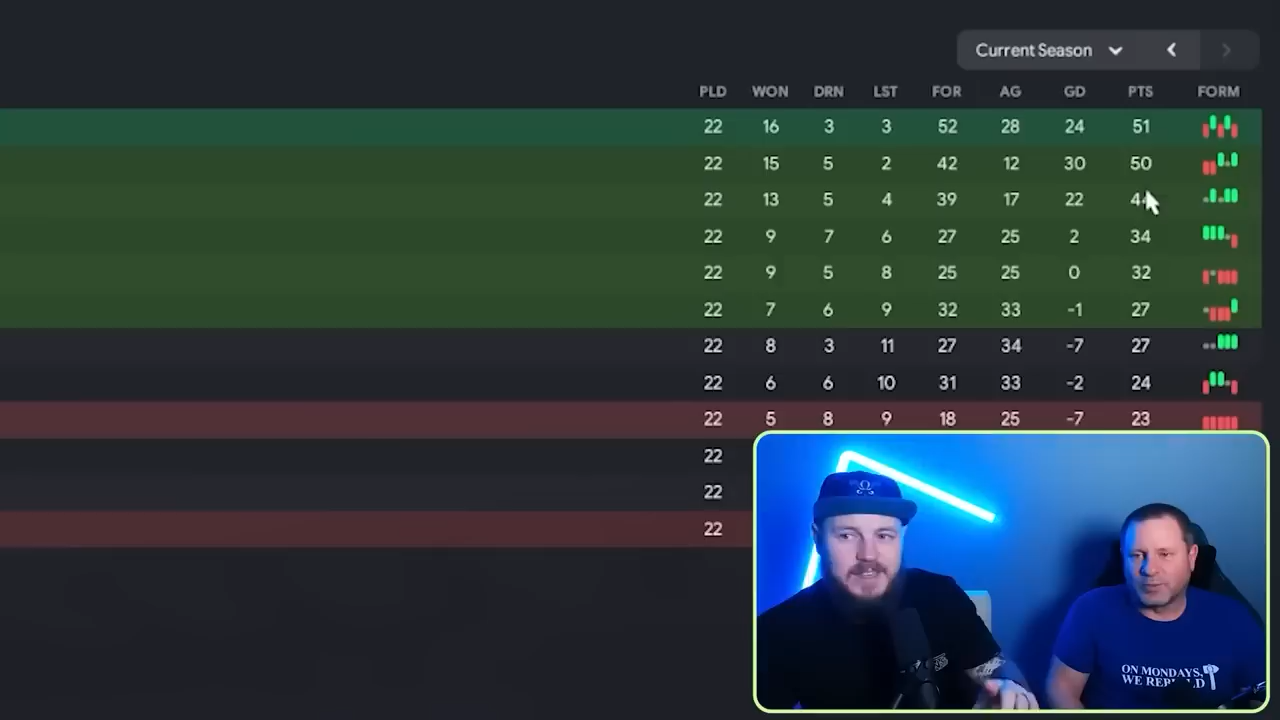 Current Season
PLD WON DRN LST FOR AG GD PTS FORM
22 16 3 3 52 28 24 51
22 15 5 2 42 12 30 50
22 13 5 4 39 17 22
22 9 7 6 27 25 2 34
22 9 5 8 25 25 0 32
22 7 6 9 32 33 -1 27
22 8 3 11 27 34 -7 27
22 6 6 10 31 33 -2 24
22 5 8 9 18 25 -7 23
22
22
22
ON MONDAYS,
WE